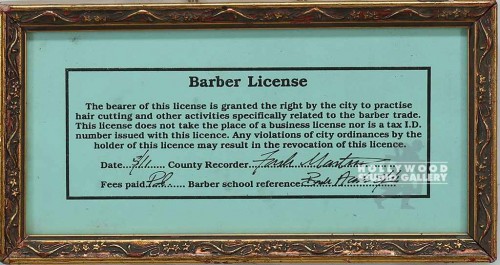 Barber License
The bearer of this license is granted the right by the city to practise
hair cutting and other activities specifically related to the barber trade.
This license does not take the place of a business license nor is a tax I.D.
number issued with this licence. Any violations of city ordinances by the
holder of this licence may result in the revocation of this licence.
Date...9/11.....County Recorder
Fees paid.Pd......Barber school reference.
HOLLYWOOD
STUDIO GALLERY